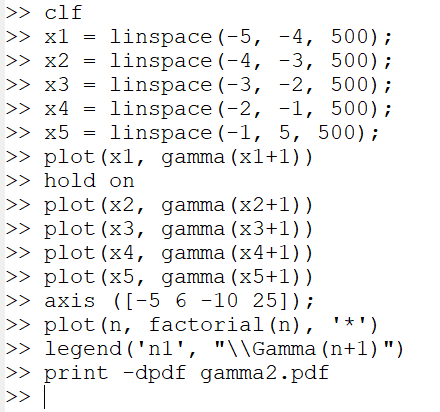 >> clf
>> x1 = linspace(-5, -4, 500);
>> x2 = linspace(-4, -3, 500);
>> x3 = linspace(-3, -2, 500);
>> x4 = linspace(-2, -1, 500);
>> x5 = linspace(-1, 5, 500);
>> plot(x1, gamma(x1+1))
>> hold on
>> plot(x2, gamma(x2+1))
>> plot(x3, gamma(x3+1))
>> plot(x4, gamma(x4+1))
>> plot(x5, gamma(x5+1))
>> axis ([-5 6 -10 25]);
>> plot(n, factorial(n), '*')
>> legend('n1', "\\Gamma(n+1)")
>> print -dpdf gamma2.pdf
>>